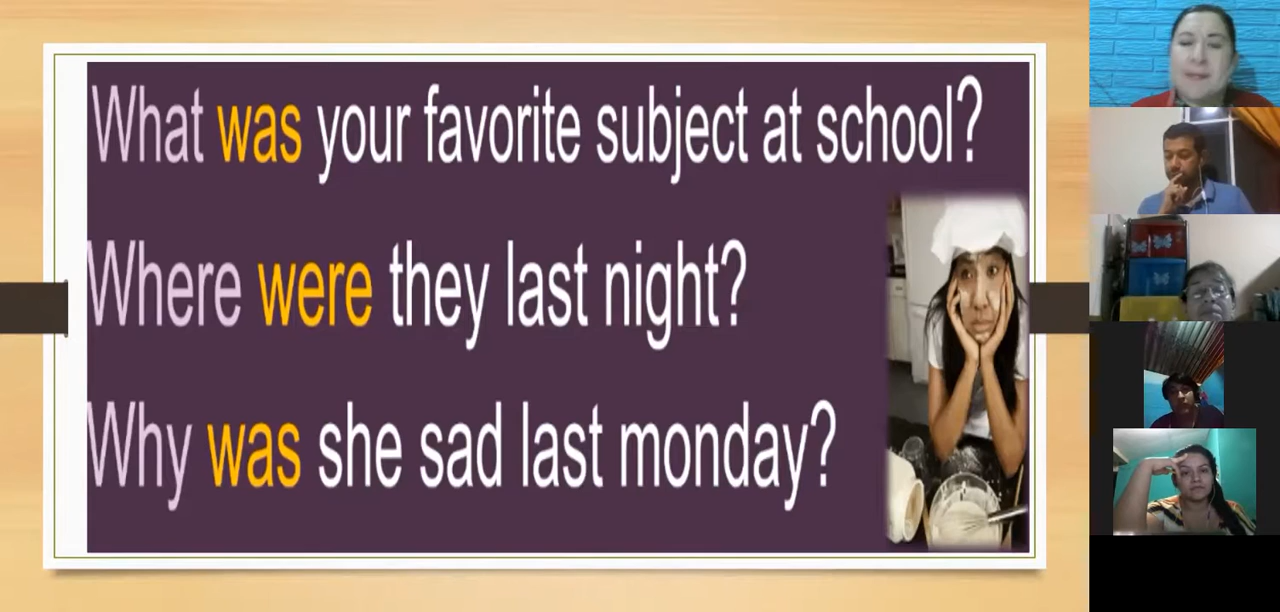 What was your favorite subject at school?
Where were they last night?
Why was she sad last monday?